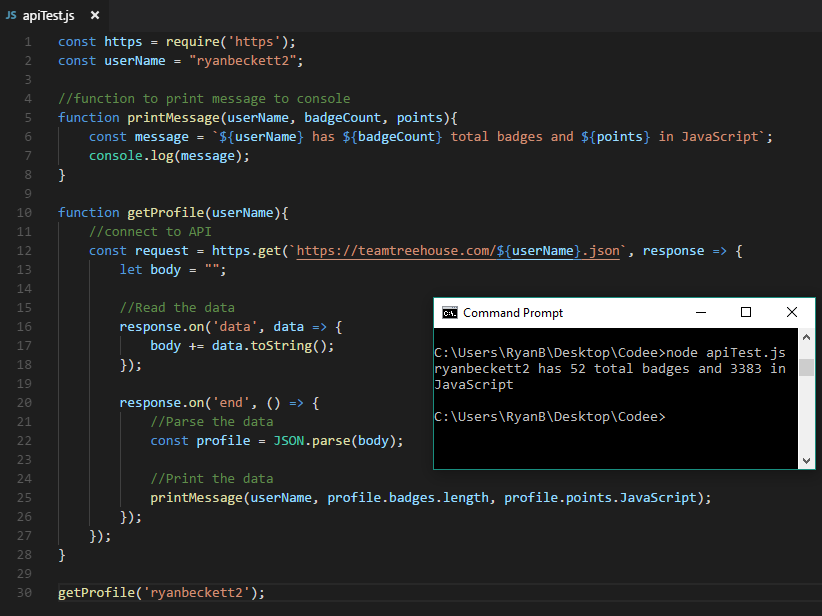 JS apiTest.js ×
1 const https = require('https');
2 const userName = "ryanbeckett2";
3
4 //function to print message to console
5 function printMessage(userName, badgeCount, points){
6 const message = `${userName} has ${badgeCount} total badges and ${points} in JavaScript`;
7 console.log(message);
8 }
9
10 function getProfile(userName){
11 //connect to API
12 const request = https.get(`https://teamtreehouse.com/${userName}.json`, response => {
13 let body = "";
14
15 //Read the data
16 response.on('data', data => {
17 body += data.toString();
18 });
19
20 response.on('end', () => {
21 //Parse the data
22 const profile = JSON.parse(body);
23
24 //Print the data
25 printMessage(userName, profile.badges.length, profile.points.JavaScript);
26 });
27 });
28 }
29
30 getProfile('ryanbeckett2');
C:\. Command Prompt
C:\Users\RyanB\Desktop\Codee>node apiTest.js
ryanbeckett2 has 52 total badges and 3383 in
JavaScript
C:\Users\RyanB\Desktop\Codee>